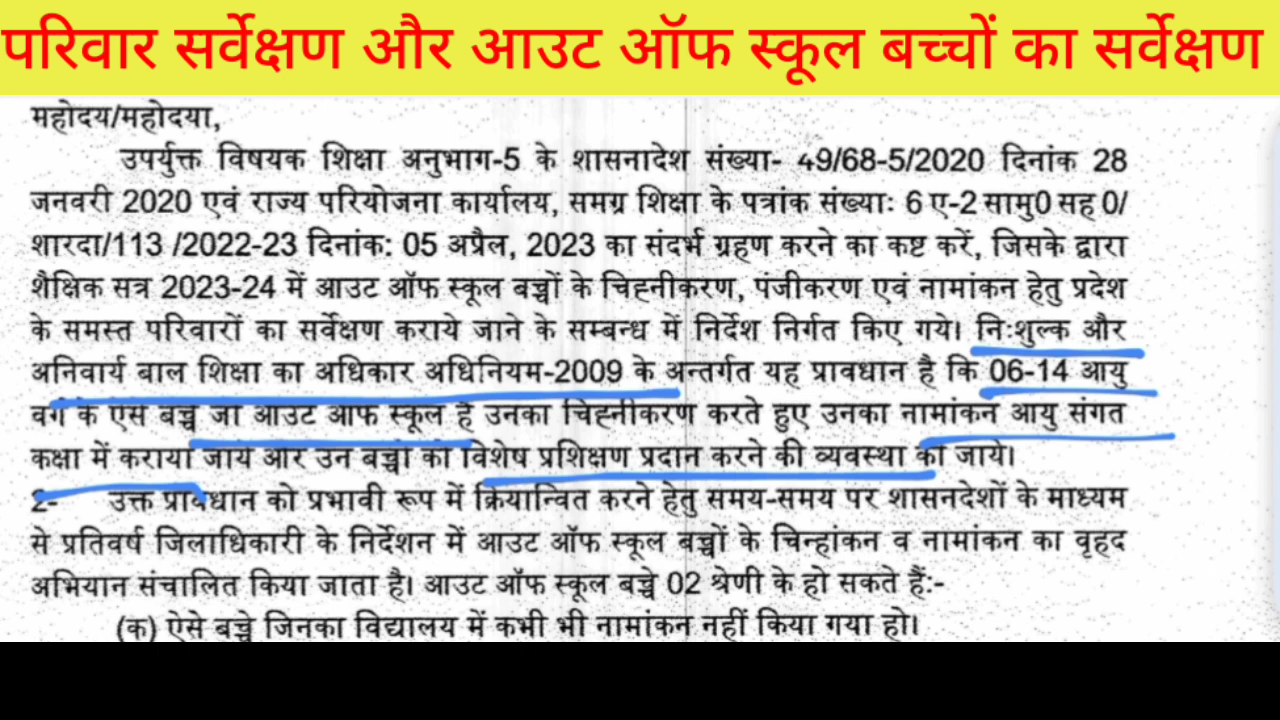 परिवार सर्वेक्षण और आउट ऑफ स्कूल बच्चों का सर्वेक्षण
महोदय/महोदया,
उपर्युक्त विषयक शिक्षा अनुभाग-5 के शासनादेश संख्या- 49/68-5/2020 दिनांक 28
जनवरी 2020 एवं राज्य परियोजना कार्यालय, समग्र शिक्षा के पत्रांक संख्याः 6 ए-2 सामु0 सह 0/
शारदा/113 /2022-23 दिनांक: 05 अप्रैल, 2023 का संदर्भ ग्रहण करने का कष्ट करें, जिसके द्वारा
शैक्षिक सत्र 2023-24 में आउट ऑफ स्कूल बच्चों के चिह्नीकरण, पंजीकरण एवं नामांकन हेतु प्रदेश
के समस्त परिवारों का सर्वेक्षण कराये जाने के सम्बन्ध में निर्देश निर्गत किए गये। नि:शुल्क और
अनिवार्य बाल शिक्षा का अधिकार अधिनियम-2009 के अन्तर्गत यह प्रावधान है कि 06-14 आयु
वर्ग के ऐसे बच्चे जो आउट ऑफ स्कूल है उनका चिह्नीकरण करते हुए उनका नामांकन आयु संगत
कक्षा में कराया जाये और उन बच्चों को विशेष प्रशिक्षण प्रदान करने की व्यवस्था की जाये।
2- उक्त प्रावधान को प्रभावी रूप में क्रियान्वित करने हेतु समय-समय पर शासनदेशों के माध्यम
से प्रतिवर्ष जिलाधिकारी के निर्देशन में आउट ऑफ स्कूल बच्चों के चिन्हांकन व नामांकन का वृहद
अभियान संचालित किया जाता है। आउट ऑफ स्कूल बच्चे 02 श्रेणी के हो सकते हैं:-
(क) ऐसे बच्चे जिनका विद्यालय में कभी भी नामांकन नहीं किया गया हो।